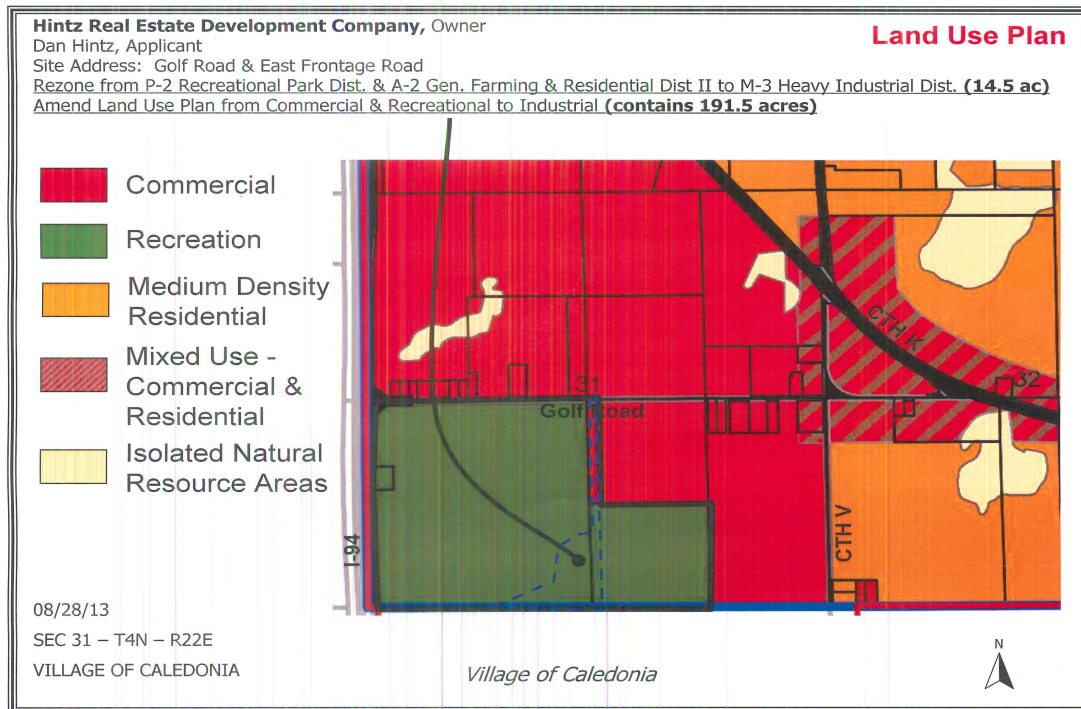 Hintz Real Estate Development Company, Owner
Land Use Plan
Dan Hintz, Applicant
Site Address: Golf Road & East Frontage Road
Rezone from P-2 Recreational Park Dist. & A-2 Gen. Farming & Residential Dist II to M-3 Heavy Industrial Dist. (14.5 ac)
Amend Land Use Plan from Commercial & Recreational to Industrial (contains 191.5 acres)
Commercial
Recreation
Medium Density
Residential
Mixed Use -
Commercial &
Residential
Isolated Natural
Resource Areas
CTH K
31
32
Golf Road
I-94
CTH V
08/28/13
SEC 31 – T4N – R22E
VILLAGE OF CALEDONIA
Village of Caledonia
N